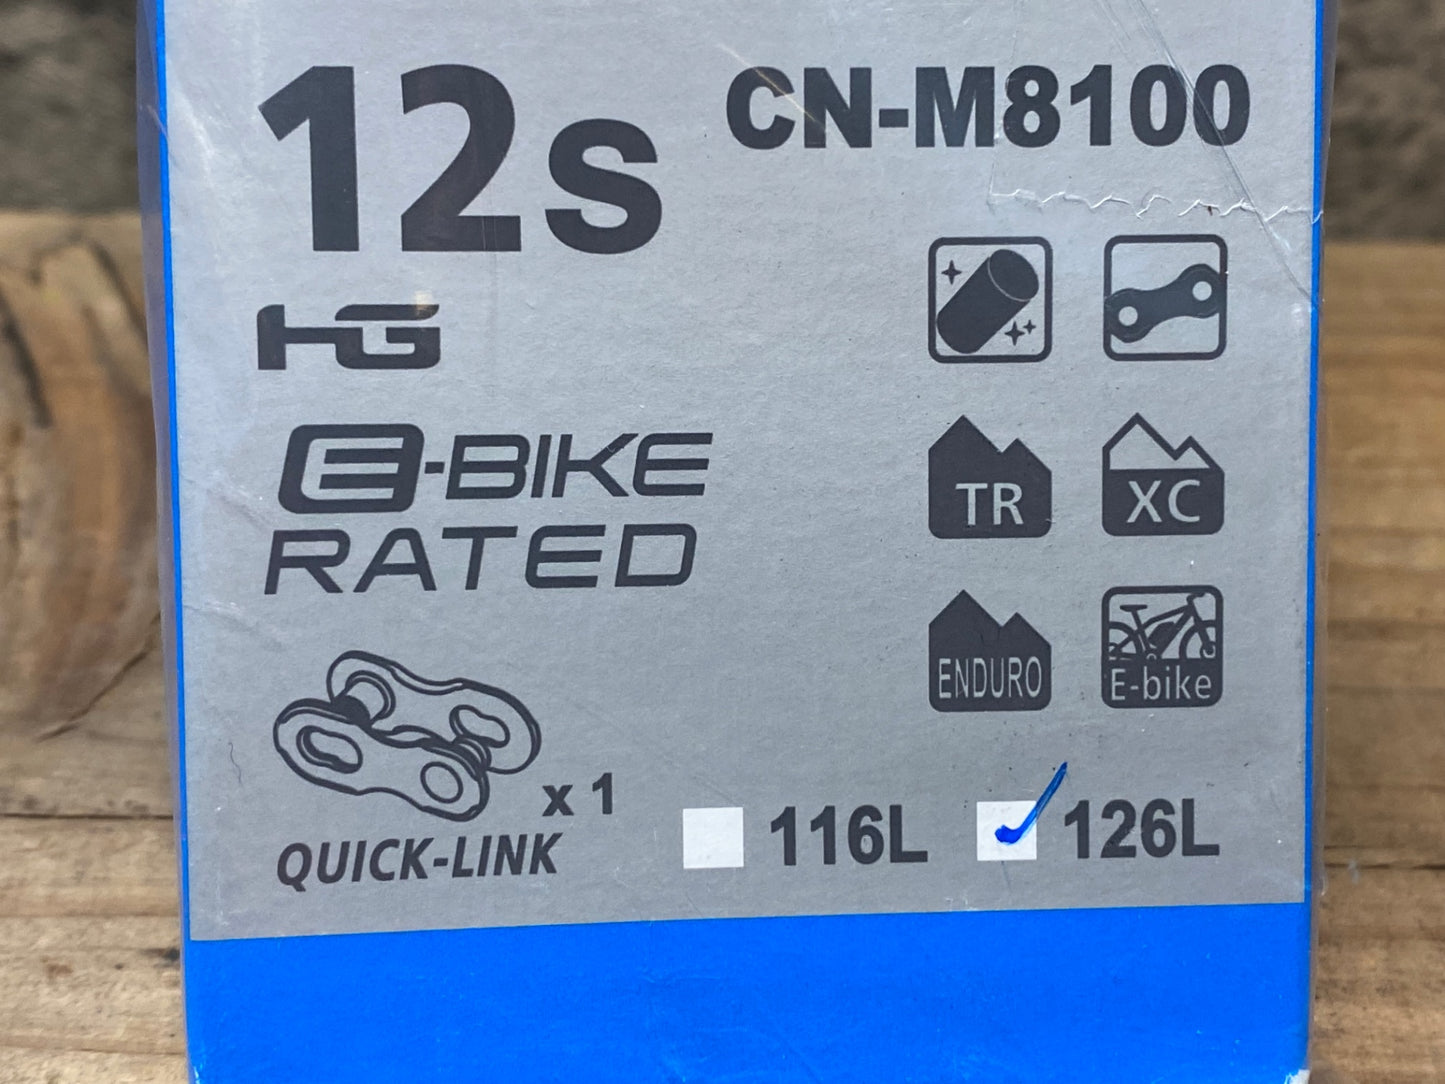 12s
CN-M8100
HG
E-BIKE
RATED
TR
XC
ENDURO
E-bike
x 1
QUICK-LINK
116L
126L